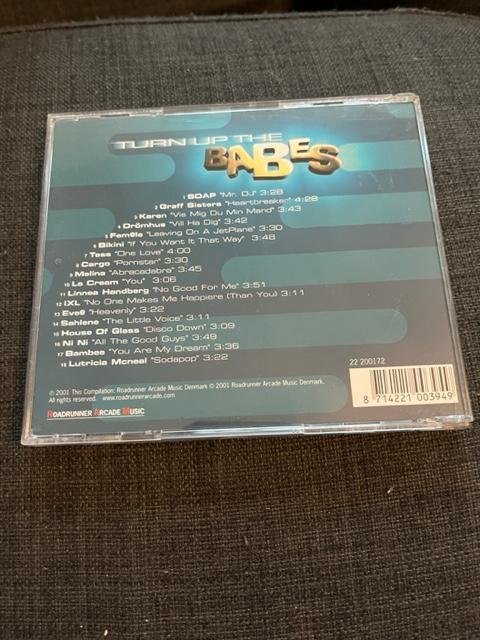 TURN UP THE
BABES
1 SOAP "Mr. DJ" 3:28
2 Graff Sisters "Heartbreaker" 4:28
3 Karen "Vis Mig Du Min Mand" 3:43
4 Drömhus "Vill Ha Dig" 3:42
5 Fem@le "Leaving On A JetPlane" 3:30
6 Bikini "If You Want It That Way" 3:48
7 Tess "One Love" 4:00
8 Cargo "Pornstar" 3:30
9 Malina "Abracadabra" 3:45
10 La Cream "You" 3:06
11 Linnea Handberg "No Good For Me" 3:51
12 IXL "No One Makes Me Happiere (Than You) 3:11
13 Eve9 "Heavenly" 3:22
14 Sahlene "The Little Voice" 3:11
15 House Of Glass "Disco Down" 3:09
16 Ni Ni "All The Good Guys" 3:49
17 Bambee "You Are My Dream" 3:36
18 Lutricia Mcneal "Sodapop" 3:22
22 200172
℗ 2001 This Compilation: Roadrunner Arcade Music Denmark © 2001 Roadrunner Arcade Music Denmark.
All rights reserved. www.roadrunnerarcade.com
ROADRUNNER ARCADE MUSIC
8 714221 003949